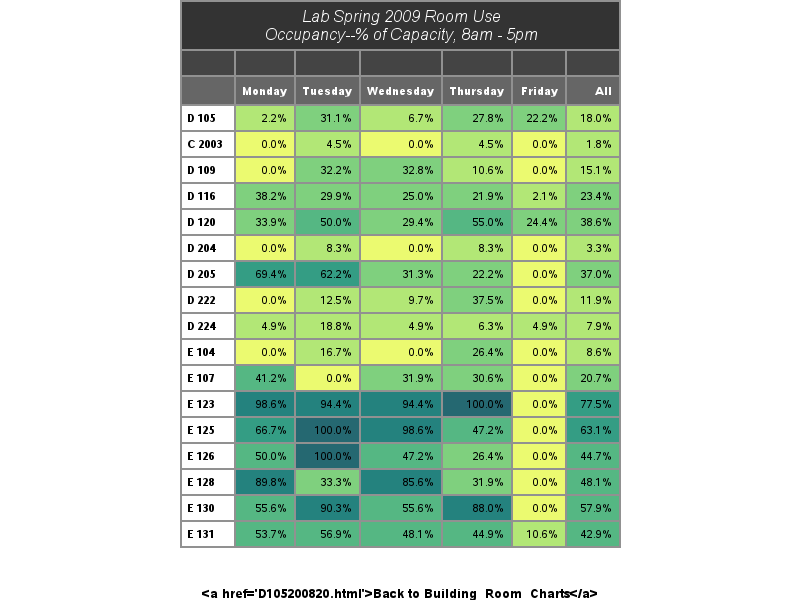 Lab Spring 2009 Room Use
Occupancy--% of Capacity, 8am - 5pm
Monday Tuesday Wednesday Thursday Friday All
D 105 2.2% 31.1% 6.7% 27.8% 22.2% 18.0%
C 2003 0.0% 4.5% 0.0% 4.5% 0.0% 1.8%
D 109 0.0% 32.2% 32.8% 10.6% 0.0% 15.1%
D 116 38.2% 29.9% 25.0% 21.9% 2.1% 23.4%
D 120 33.9% 50.0% 29.4% 55.0% 24.4% 38.6%
D 204 0.0% 8.3% 0.0% 8.3% 0.0% 3.3%
D 205 69.4% 62.2% 31.3% 22.2% 0.0% 37.0%
D 222 0.0% 12.5% 9.7% 37.5% 0.0% 11.9%
D 224 4.9% 18.8% 4.9% 6.3% 4.9% 7.9%
E 104 0.0% 16.7% 0.0% 26.4% 0.0% 8.6%
E 107 41.2% 0.0% 31.9% 30.6% 0.0% 20.7%
E 123 98.6% 94.4% 94.4% 100.0% 0.0% 77.5%
E 125 66.7% 100.0% 98.6% 47.2% 0.0% 63.1%
E 126 50.0% 100.0% 47.2% 26.4% 0.0% 44.7%
E 128 89.8% 33.3% 85.6% 31.9% 0.0% 48.1%
E 130 55.6% 90.3% 55.6% 88.0% 0.0% 57.9%
E 131 53.7% 56.9% 48.1% 44.9% 10.6% 42.9%
<a href='D105200820.html'>Back to Building_Room_Charts</a>